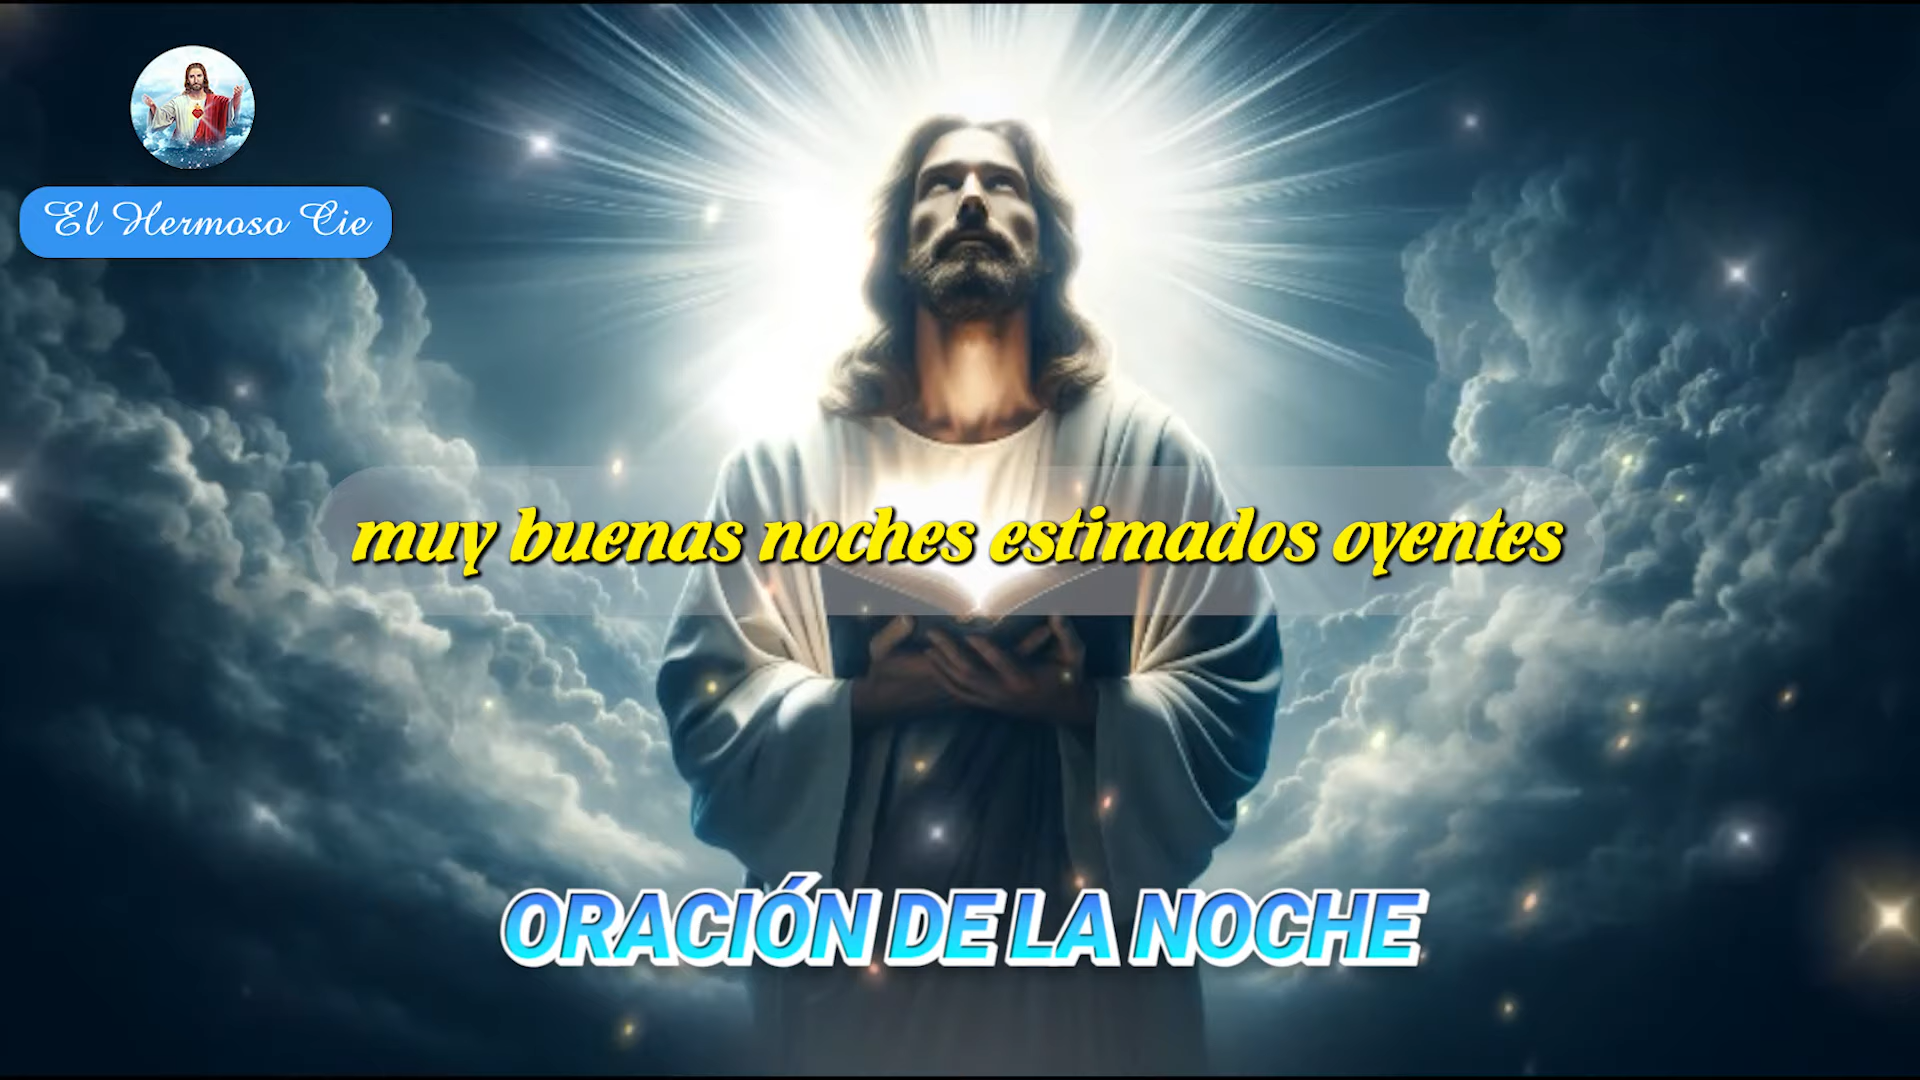 El Hermoso Cie
muy buenas noches estimados oyentes
ORACIÓN DE LA NOCHE